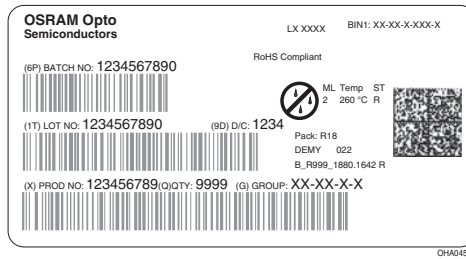 OSRAM Opto
Semiconductors
LX XXXX
BIN1: XX-XX-X-XXX-X
RoHS Compliant
(6P) BATCH NO: 1234567890
ML Temp ST
2 260 °C R
(1T) LOT NO: 1234567890 (9D) D/C: 1234
Pack: R18
DEMY 022
B_R999_1880.1642 R
(X) PROD NO: 123456789(Q)QTY: 9999 (G) GROUP: XX-XX-X-X
OHA04563